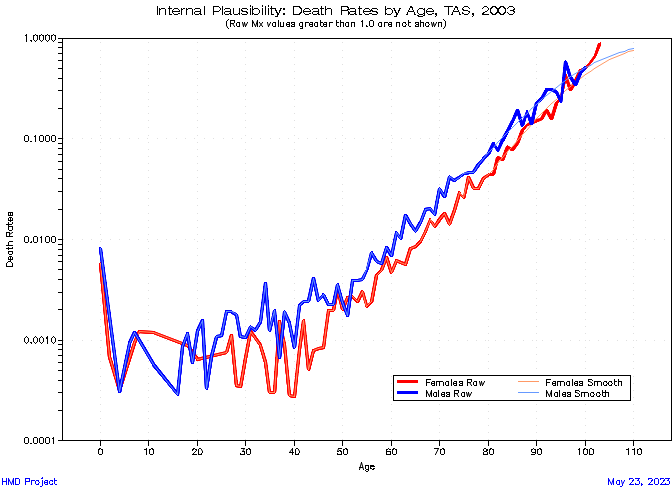 Internal Plausibility: Death Rates by Age, TAS, 2003
(Raw Mx values greater than 1.0 are not shown)
1.0000
0.1000
0.0100
0.0010
0.0001
Death Rates
Females Raw
Females Smooth
Males Raw
Males Smooth
0 10 20 30 40 50 60 70 80 90 100 110
Age
HMD Project
May 23, 2023